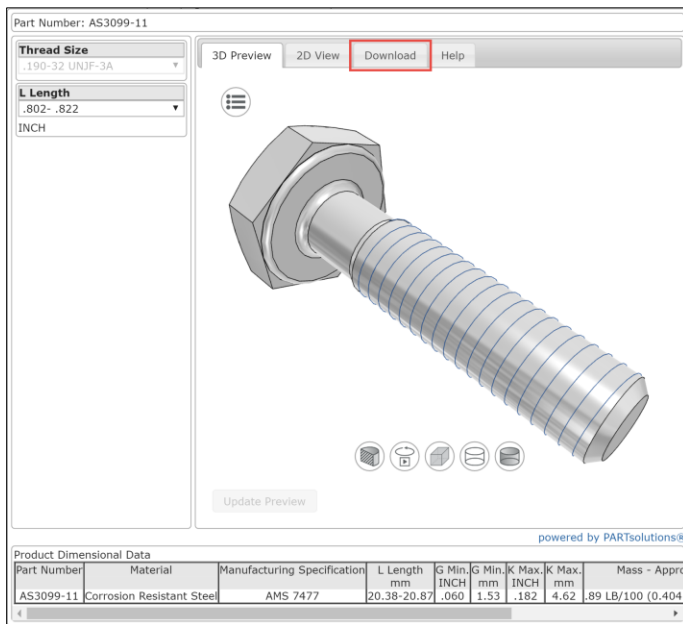 Part Number: AS3099-11
Thread Size
.190-32 UNJF-3A
L Length
.802- .822
INCH
3D Preview 2D View Download Help
Update Preview
powered by PARTsolutions®
Product Dimensional Data
Part Number Material Manufacturing Specification L Length mm G Min. INCH G Min. mm K Max. INCH K Max. mm Mass - Appro
AS3099-11 Corrosion Resistant Steel AMS 7477 20.38-20.87 .060 1.53 .182 4.62 .89 LB/100 (0.404